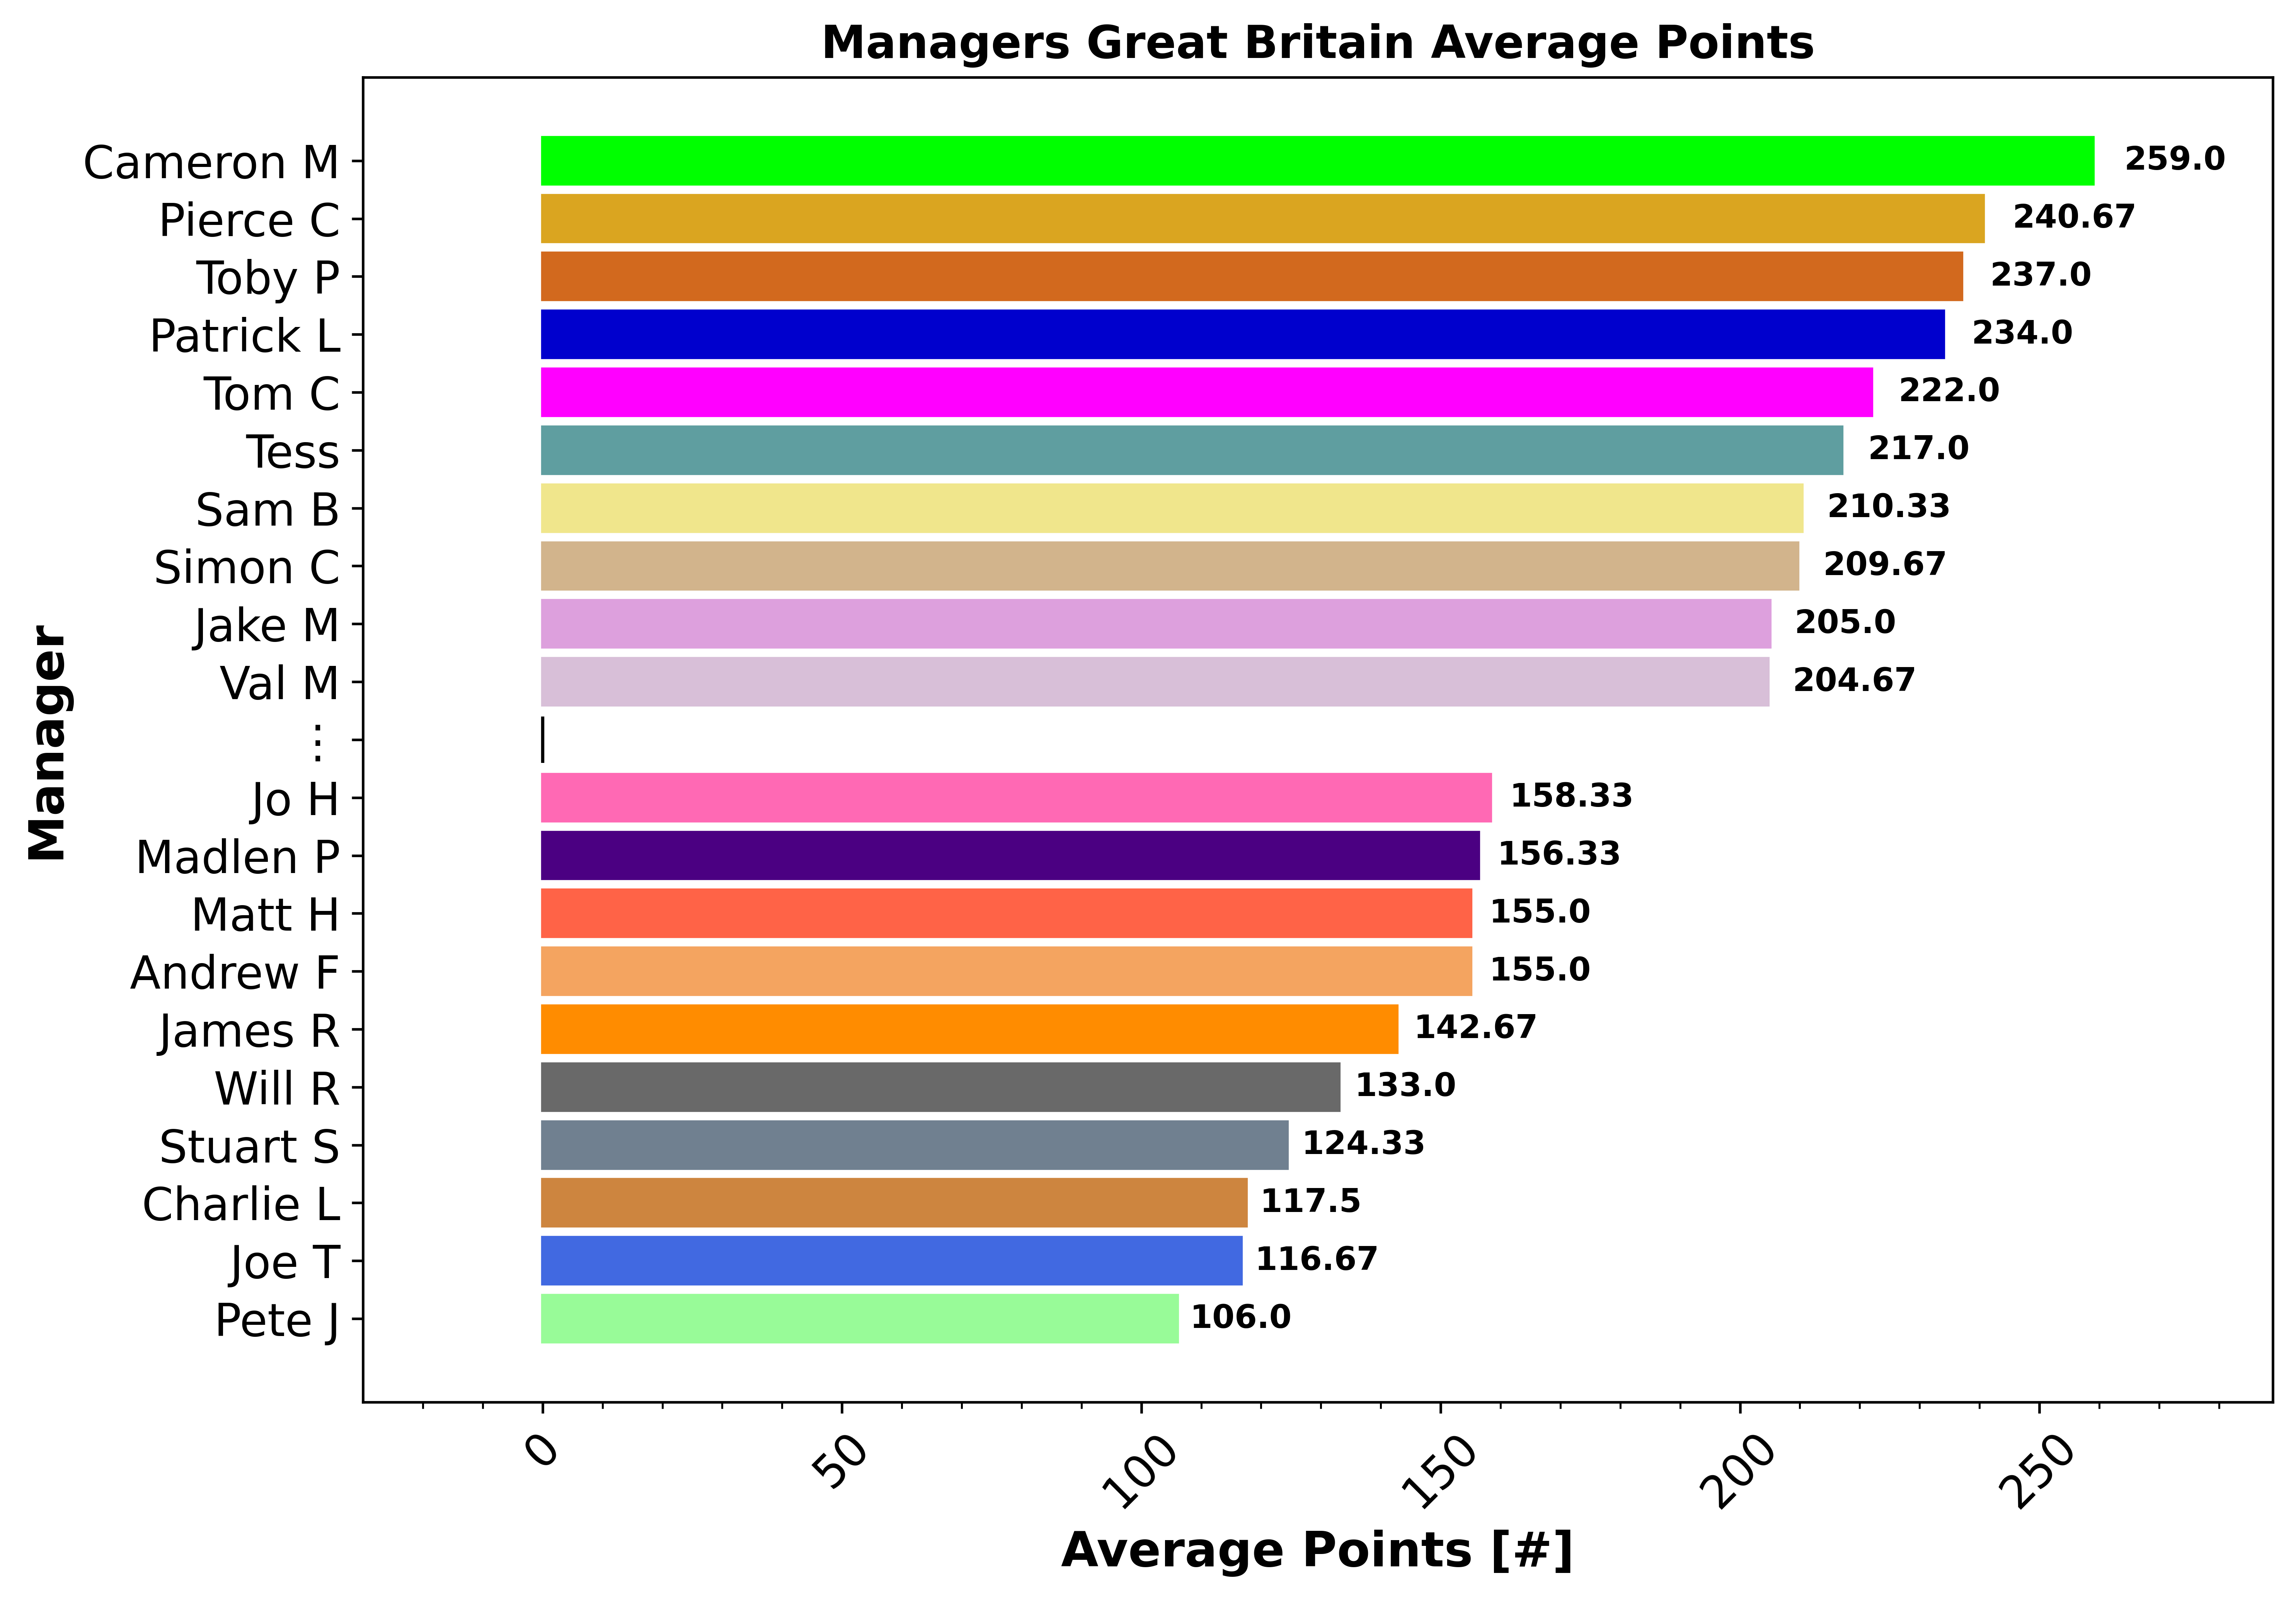 Managers Great Britain Average Points
Cameron M 259.0
Pierce C 240.67
Toby P 237.0
Patrick L 234.0
Tom C 222.0
Tess 217.0
Sam B 210.33
Simon C 209.67
Jake M 205.0
Val M 204.67
⋮
Jo H 158.33
Madlen P 156.33
Matt H 155.0
Andrew F 155.0
James R 142.67
Will R 133.0
Stuart S 124.33
Charlie L 117.5
Joe T 116.67
Pete J 106.0
Manager
0 50 100 150 200 250
Average Points [#]